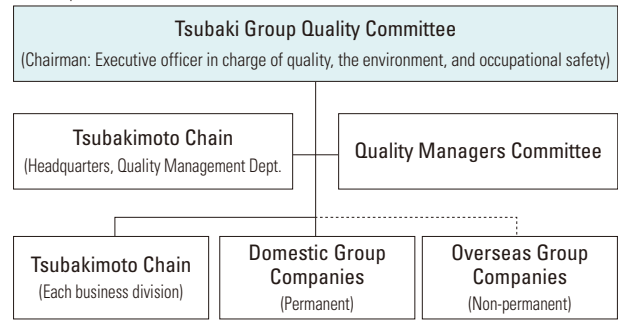 Tsubaki Group Quality Committee
(Chairman: Executive officer in charge of quality, the environment, and occupational safety)
Tsubakimoto Chain
(Headquarters, Quality Management Dept.
Quality Managers Committee
Tsubakimoto Chain
(Each business division)
Domestic Group
Companies
(Permanent)
Overseas Group
Companies
(Non-permanent)